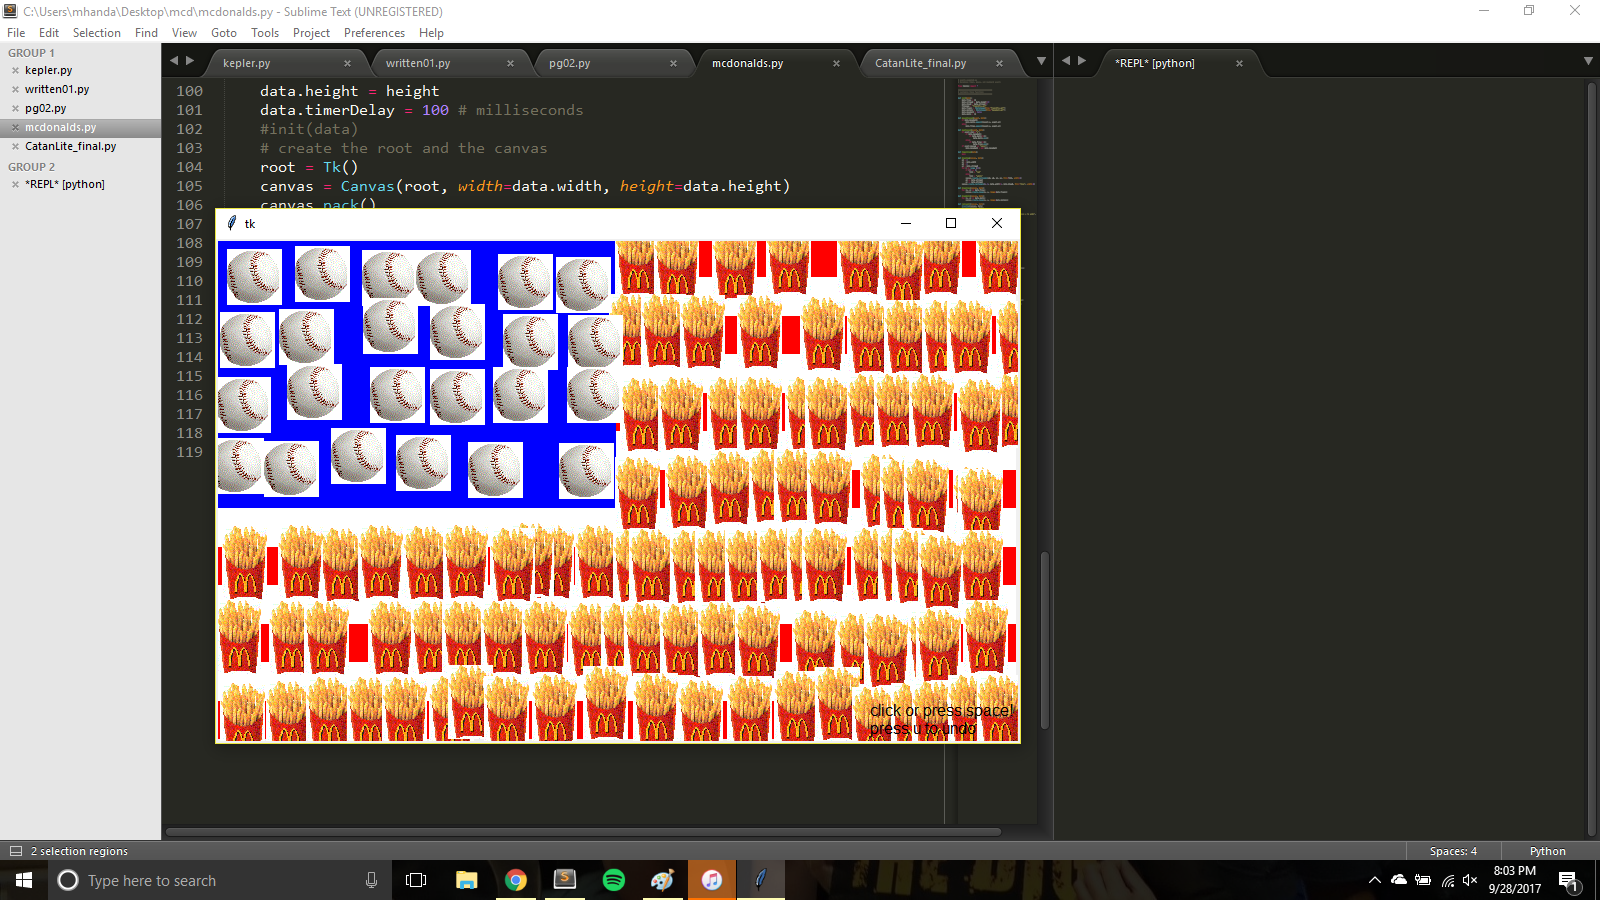 C:\Users\mhanda\Desktop\mcd\mcdonalds.py - Sublime Text (UNREGISTERED)
File Edit Selection Find View Goto Tools Project Preferences Help
GROUP 1
kepler.py
written01.py
pg02.py
mcdonalds.py
CatanLite_final.py
GROUP 2
*REPL* [python]
kepler.py written01.py pg02.py mcdonalds.py CatanLite_final.py
*REPL* [python]
100 data.height = height
101 data.timerDelay = 100 # milliseconds
102 #init(data)
103 # create the root and the canvas
104 root = Tk()
105 canvas = Canvas(root, width=data.width, height=data.height)
106 canvas.pack()
107
108
109
110
111
112
113
114
115
116
117
118
119
tk
click or press space!
press u to undo
2 selection regions
Spaces: 4
Python
Type here to search
8:03 PM
9/28/2017
1